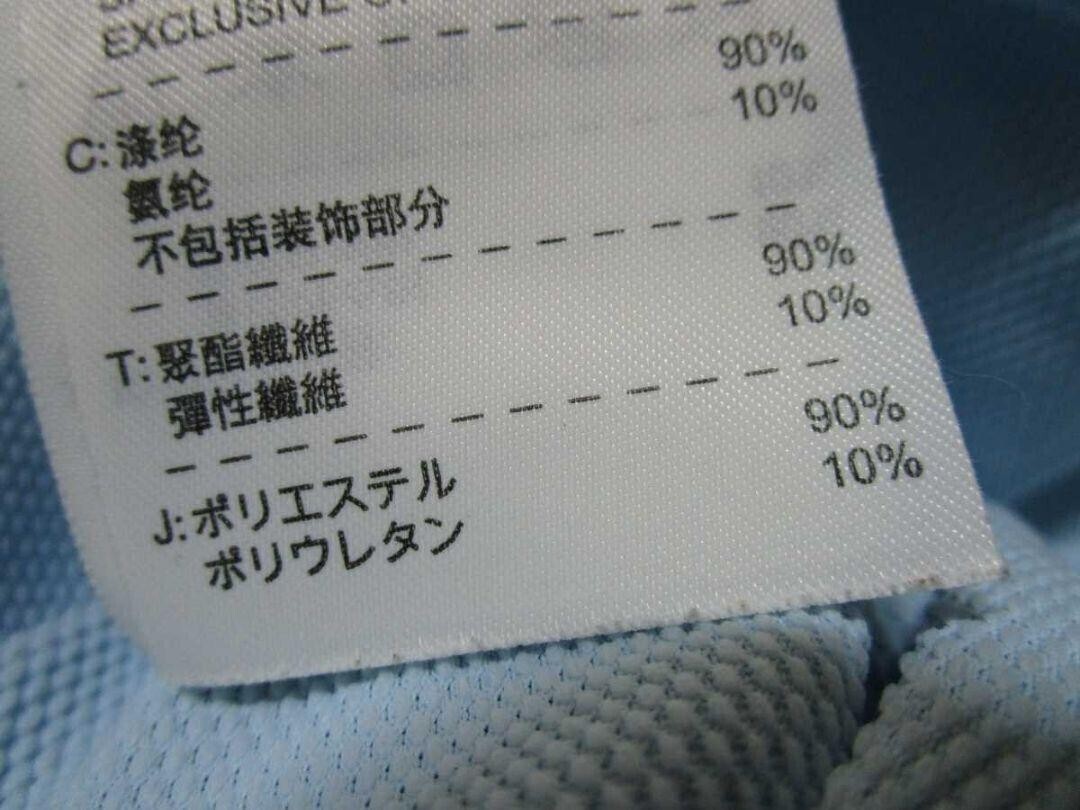 EXCLUSIVE OF
C: 涤纶 90%
氨纶 10%
不包括装饰部分
T: 聚酯纖維 90%
彈性纖維 10%
J: ポリエステル 90%
ポリウレタン 10%